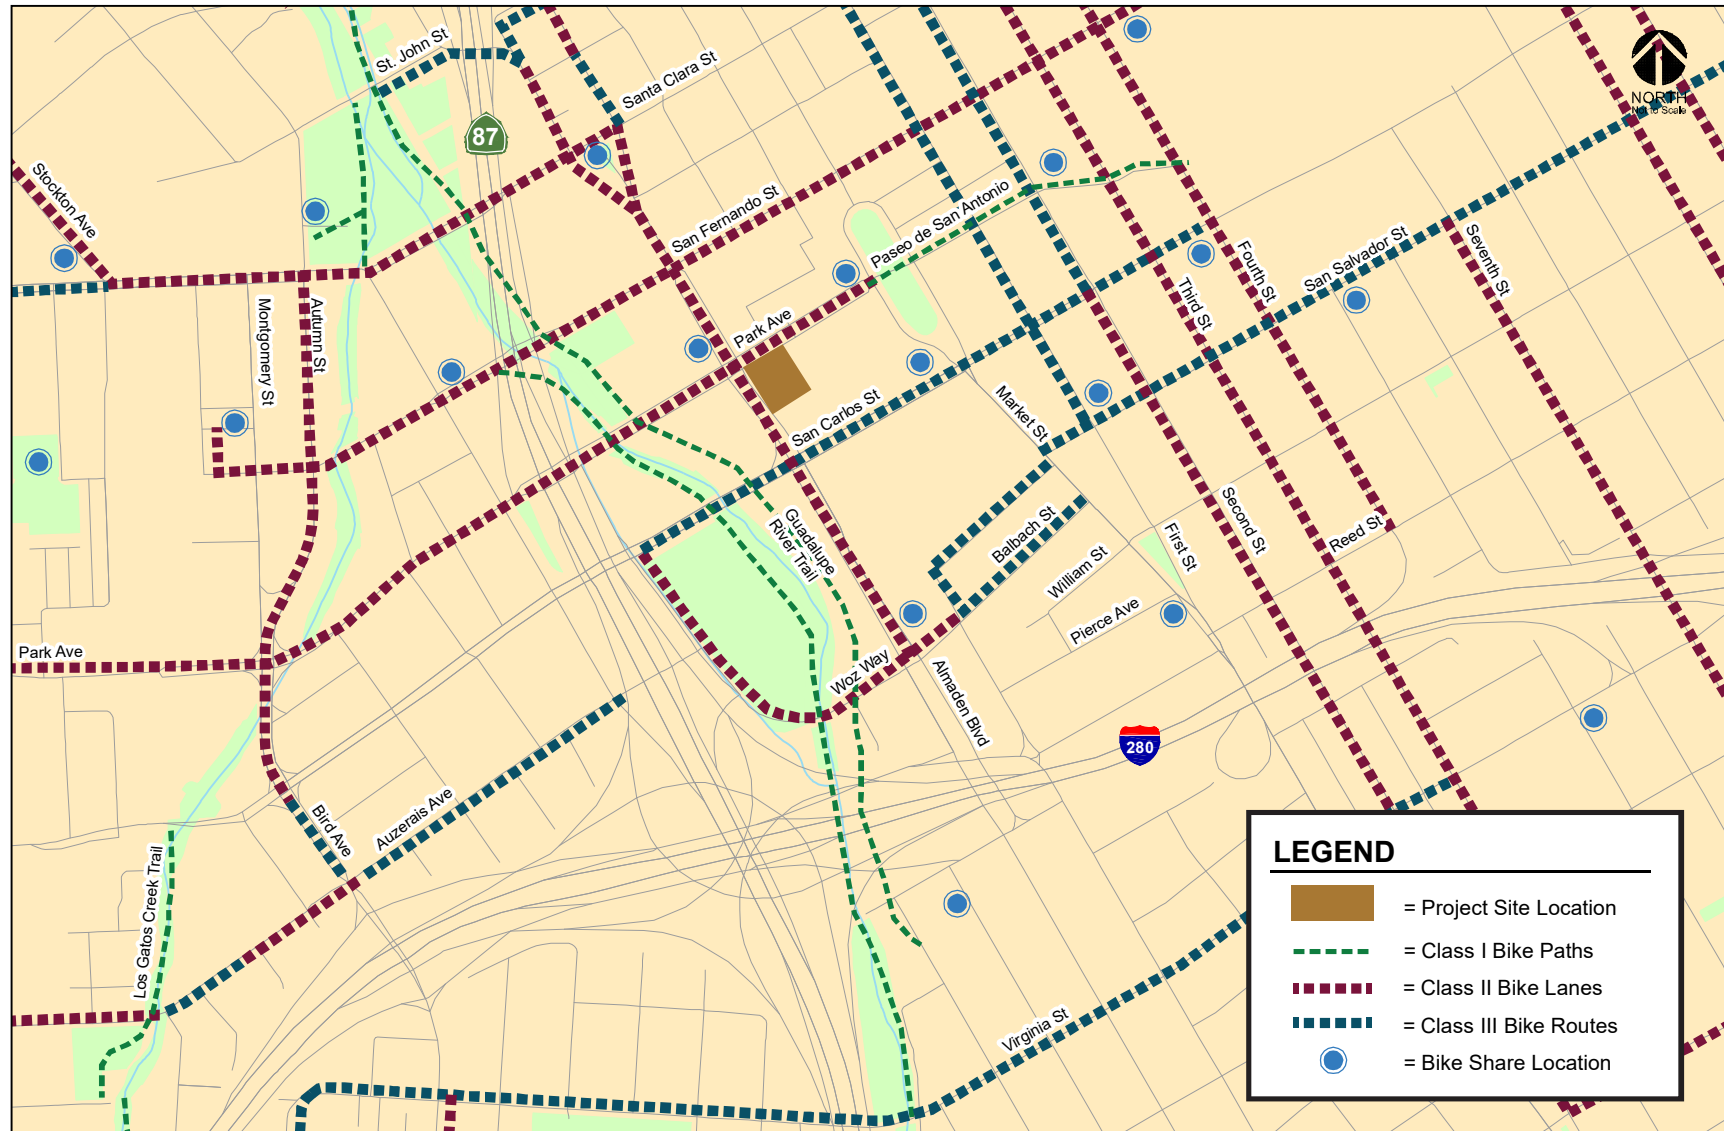 St. John St
Santa Clara St
87
NORTH
Not to Scale
Stockton Ave
San Fernando St
Paseo de San Antonio
San Salvador St
Seventh St
Fourth St
Third St
Montgomery St
Autumn St
Park Ave
San Carlos St
Market St
Guadalupe
River Trail
Balbach St
William St
First St
Second St
Reed St
Pierce Ave
Park Ave
Woz Way
Almaden Blvd
280
Bird Ave
Auzerais Ave
Los Gatos Creek Trail
Virginia St
LEGEND
= Project Site Location
= Class I Bike Paths
= Class II Bike Lanes
= Class III Bike Routes
= Bike Share Location